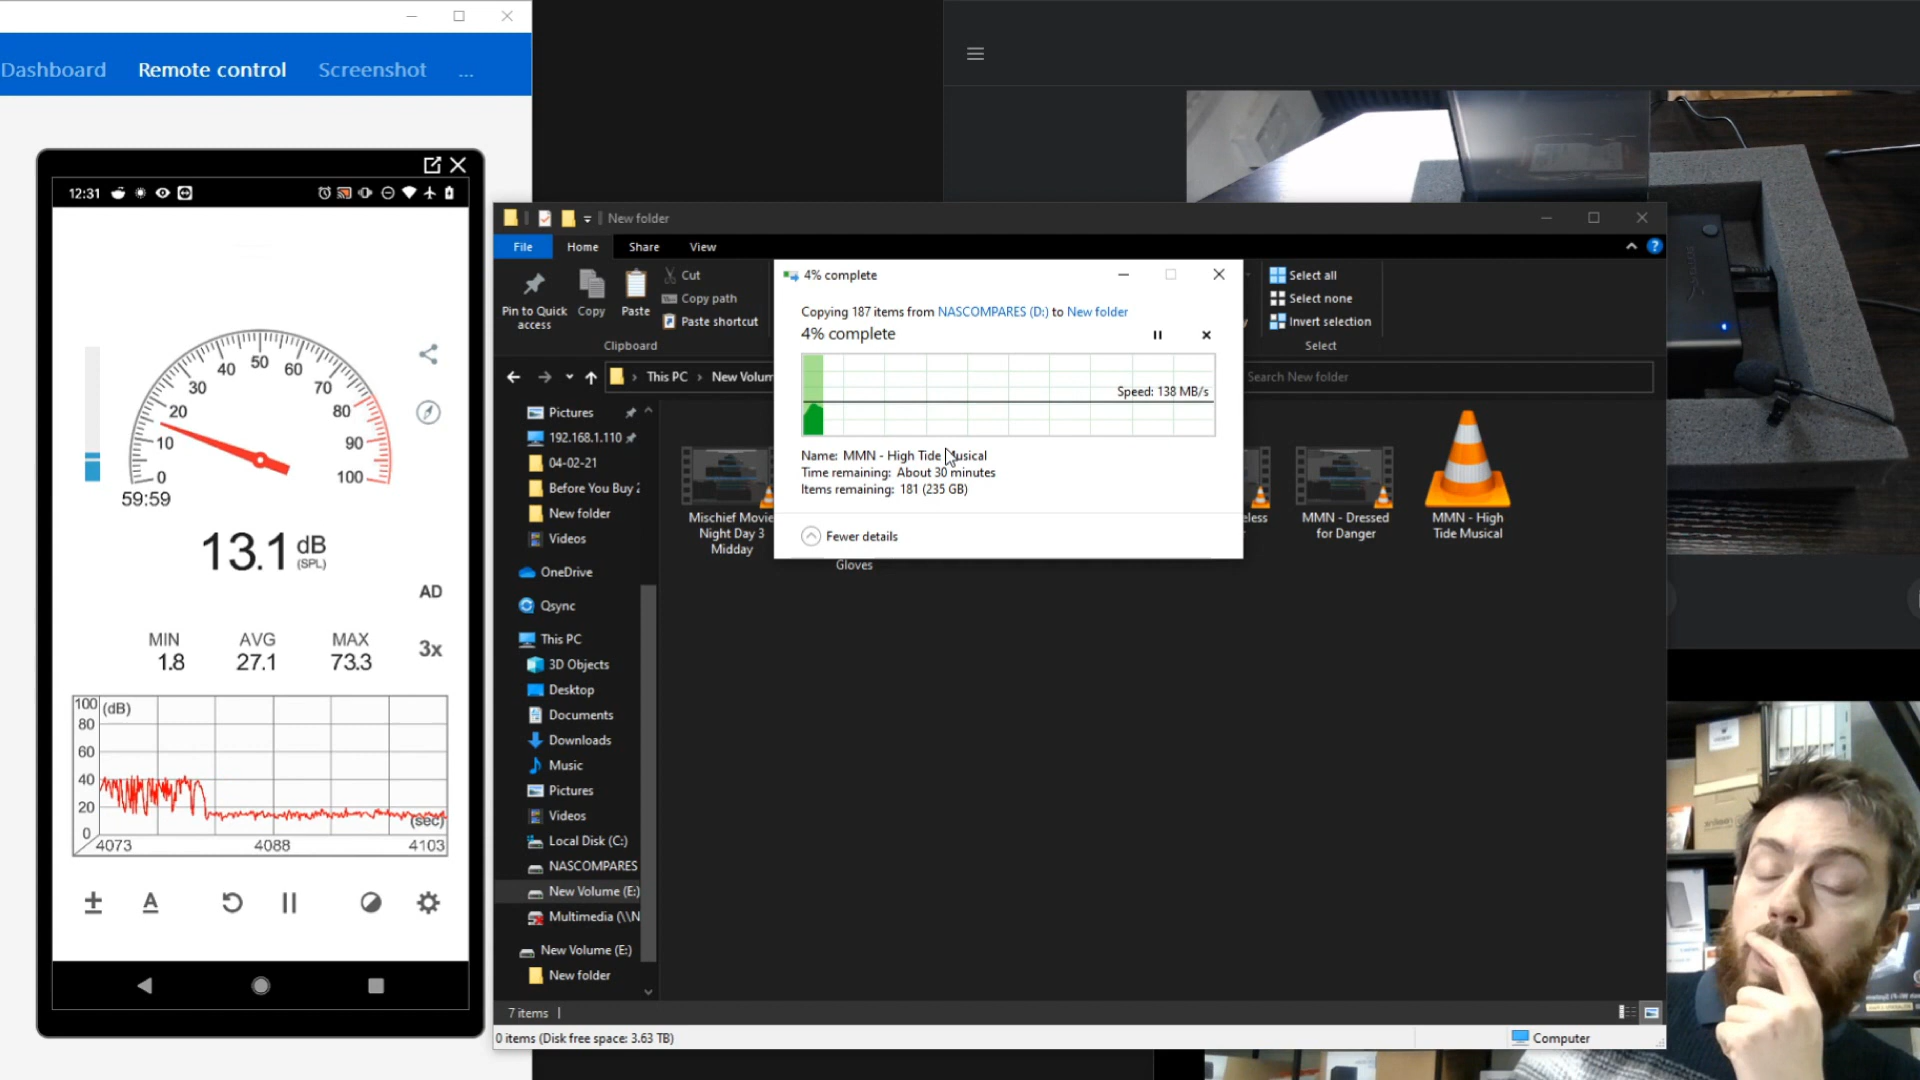 Dashboard Remote control Screenshot ...
12:31
0 10 20 30 40 50 60 70 80 90 100
59:59
13.1 dB
(SPL)
AD
MIN AVG MAX
1.8 27.1 73.3
3x
100 (dB)
80
60
40
20
0
(sec)
4073 4088 4103
New folder
File Home Share View
Pin to Quick access
Copy
Paste
Cut
Copy path
Paste shortcut
Clipboard
Select all
Select none
Invert selection
Select
This PC > New Volum
Search New folder
4% complete
Copying 187 items from NASCOMPARES (D:) to New folder
4% complete
Speed: 138 MB/s
Name: MMN - High Tide Musical
Time remaining: About 30 minutes
Items remaining: 181 (235 GB)
Fewer details
Pictures
192.168.1.110
04-02-21
Before You Buy 2
New folder
Videos
OneDrive
Qsync
This PC
3D Objects
Desktop
Documents
Downloads
Music
Pictures
Videos
Local Disk (C:)
NASCOMPARES
New Volume (E:)
Multimedia (\\N
New Volume (E:)
New folder
Mischief Movie
Night Day 3
Midday
Gloves
eless
MMN - Dressed
for Danger
MMN - High
Tide Musical
7 items
0 items (Disk free space: 3.63 TB)
Computer